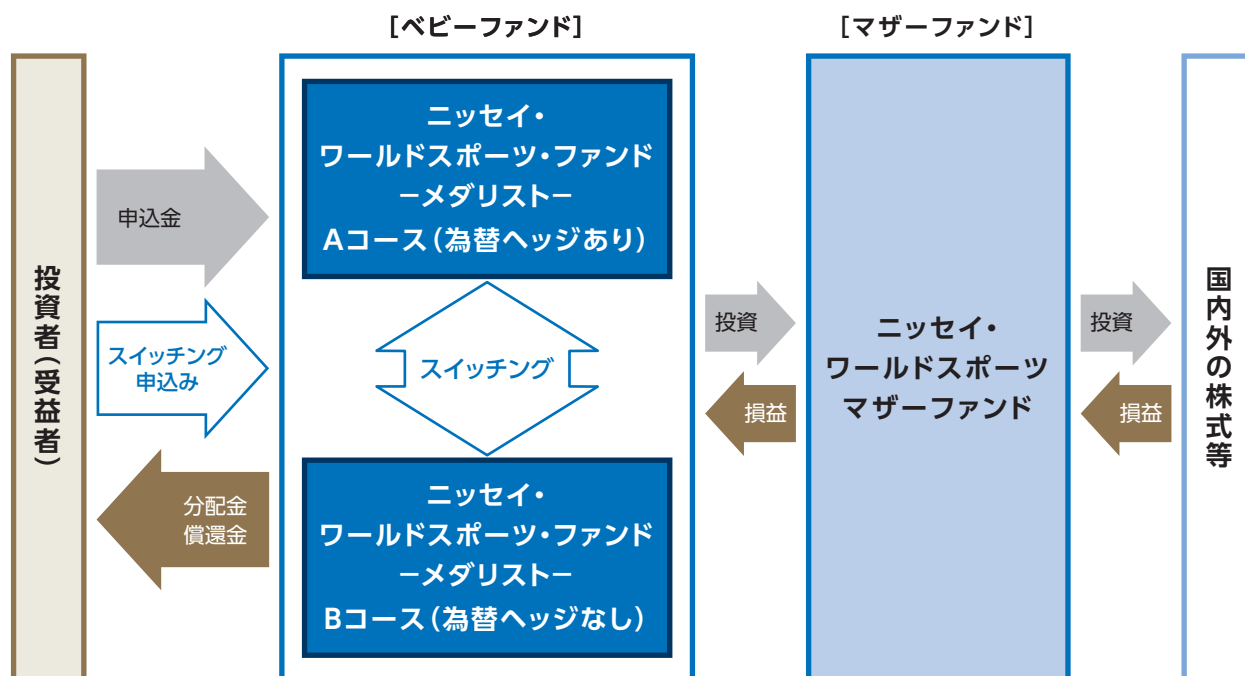 [ベビーファンド]
[マザーファンド]
投資者(受益者)
申込金
スイッチング
申込み
分配金
償還金
ニッセイ・
ワールドスポーツ・ファンド
－メダリスト－
Aコース(為替ヘッジあり)
スイッチング
ニッセイ・
ワールドスポーツ・ファンド
－メダリスト－
Bコース(為替ヘッジなし)
投資
損益
ニッセイ・
ワールドスポーツ
マザーファンド
投資
損益
国内外の株式等